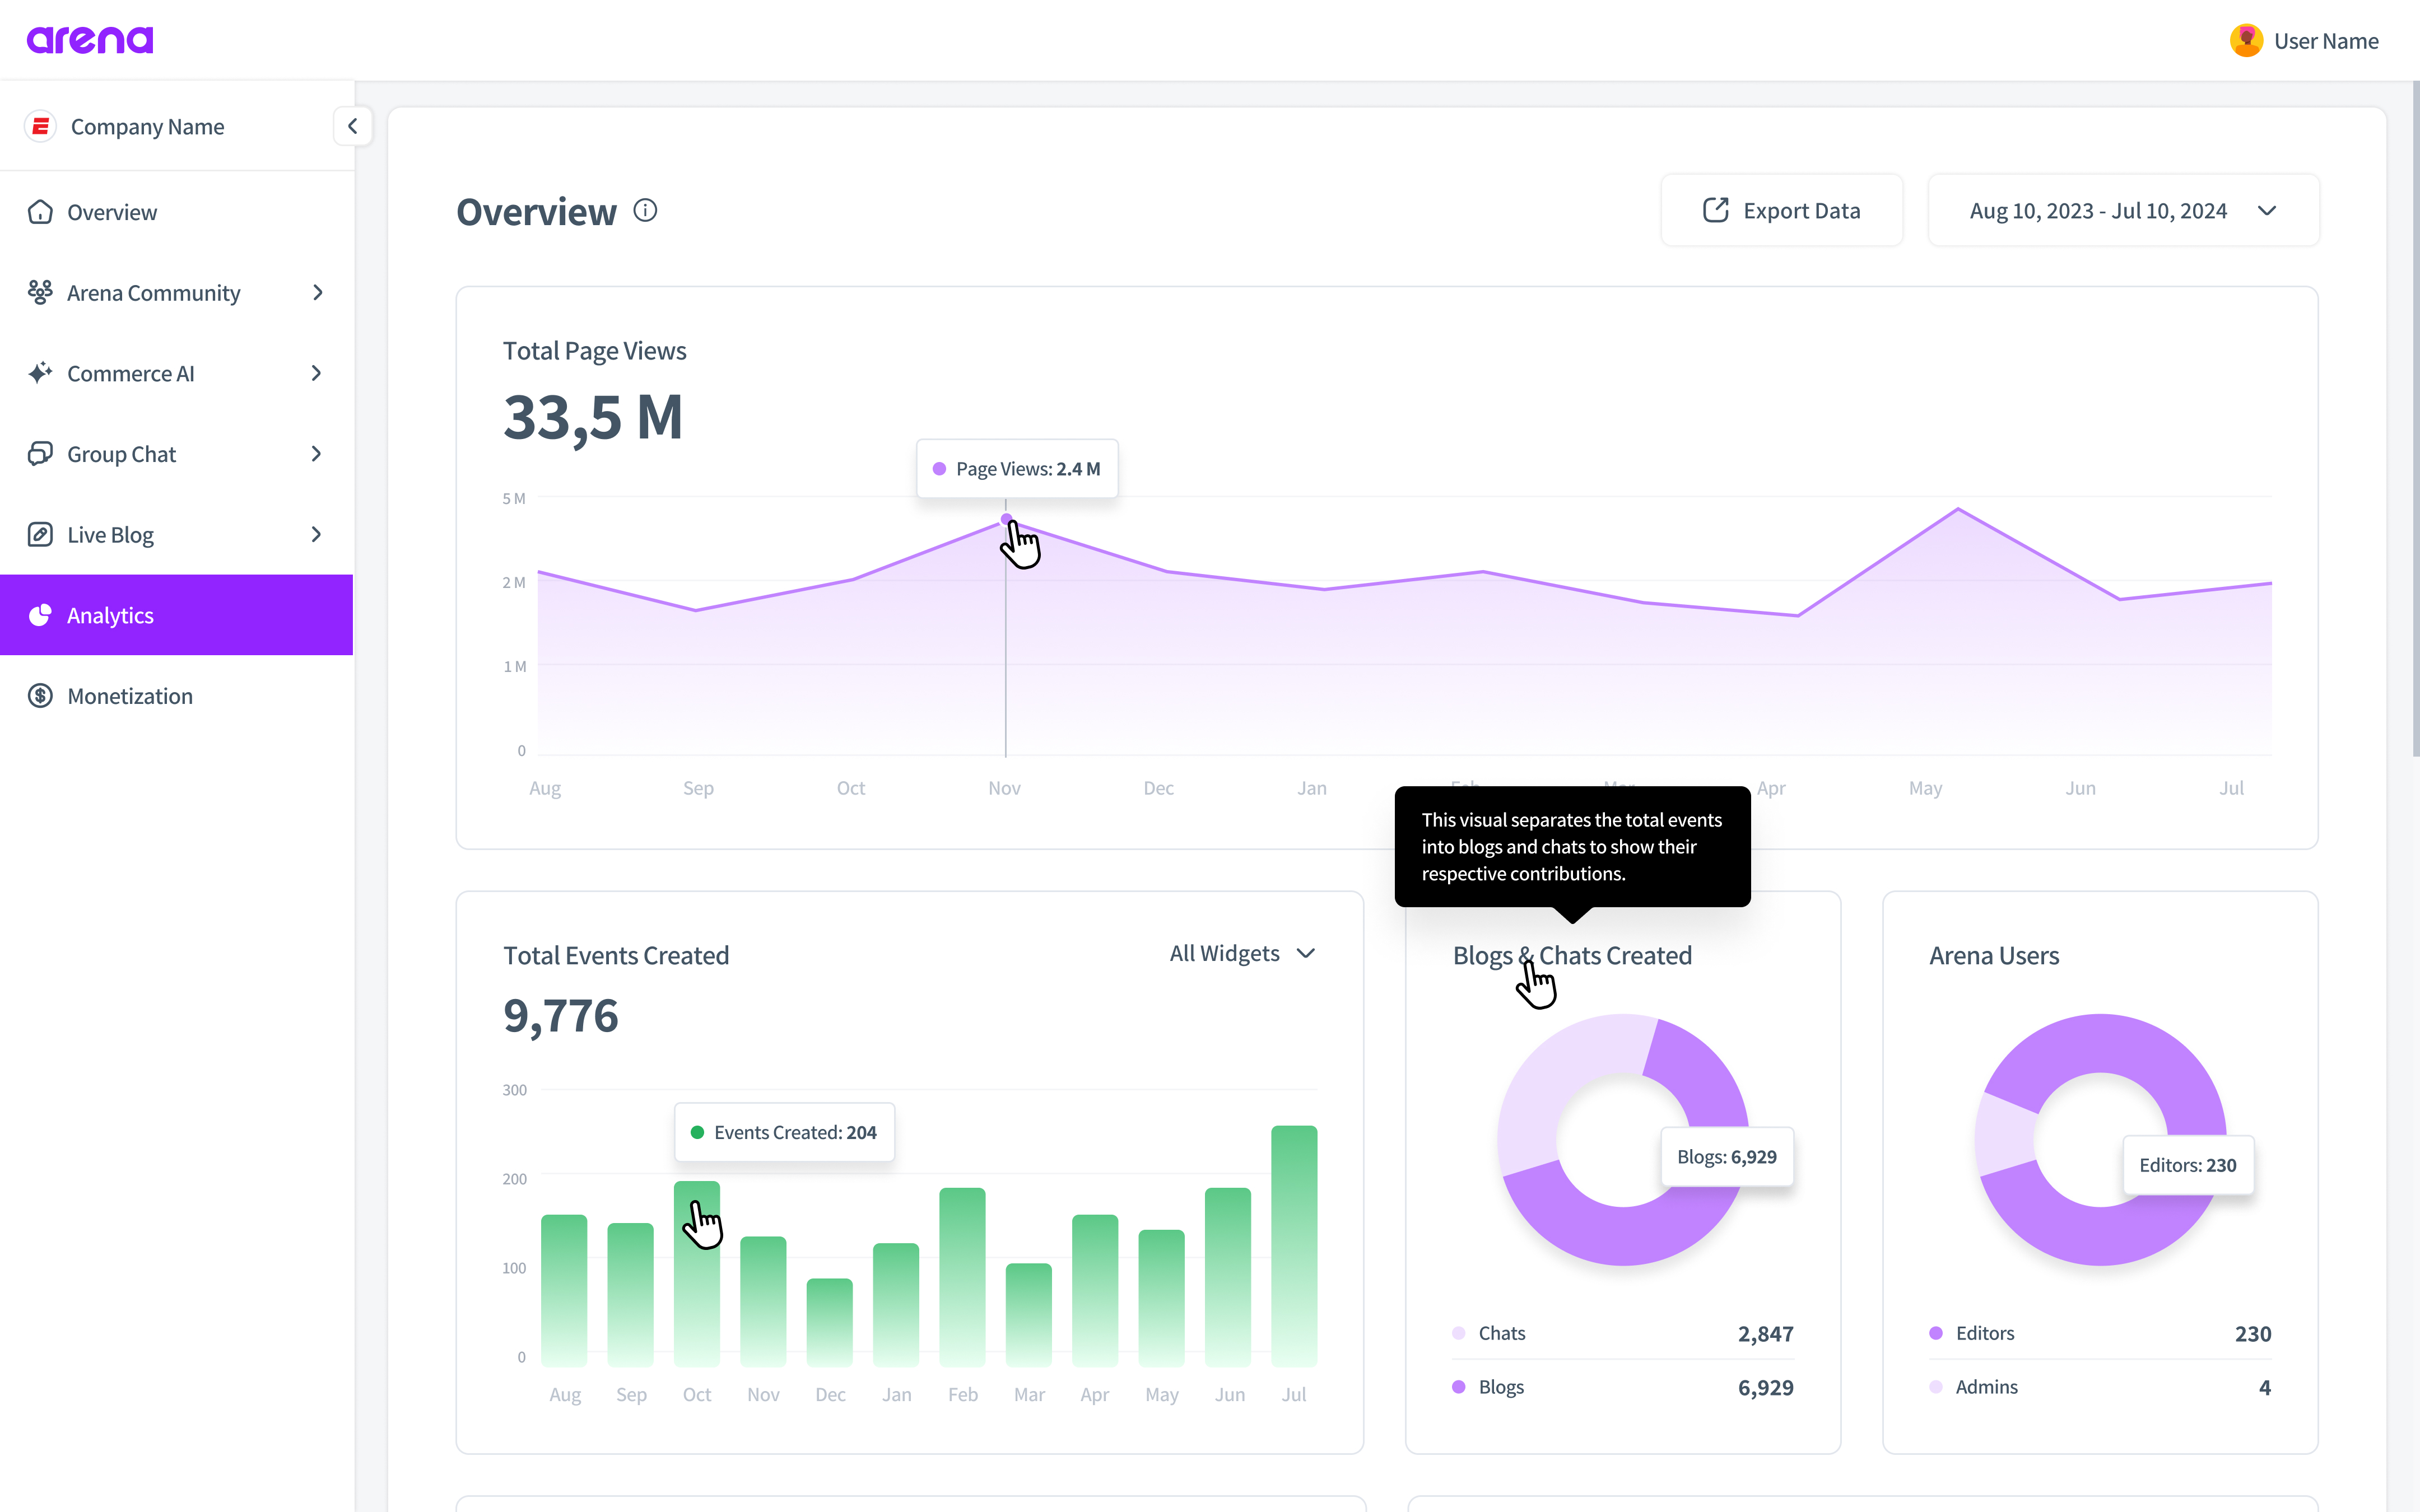 arena
User Name
Company Name
Overview
Arena Community
Commerce AI
Group Chat
Live Blog
Analytics
Monetization
Overview
Export Data
Aug 10, 2023 - Jul 10, 2024
Total Page Views
33,5 M
Page Views: 2.4 M
5 M
2 M
1 M
0
Aug Sep Oct Nov Dec Jan Apr May Jun Jul
This visual separates the total events
into blogs and chats to show their
respective contributions.
Total Events Created
All Widgets
9,776
300
200
100
0
Events Created: 204
Aug Sep Oct Nov Dec Jan Feb Mar Apr May Jun Jul
Blogs & Chats Created
Blogs: 6,929
Chats 2,847
Blogs 6,929
Arena Users
Editors: 230
Editors 230
Admins 4